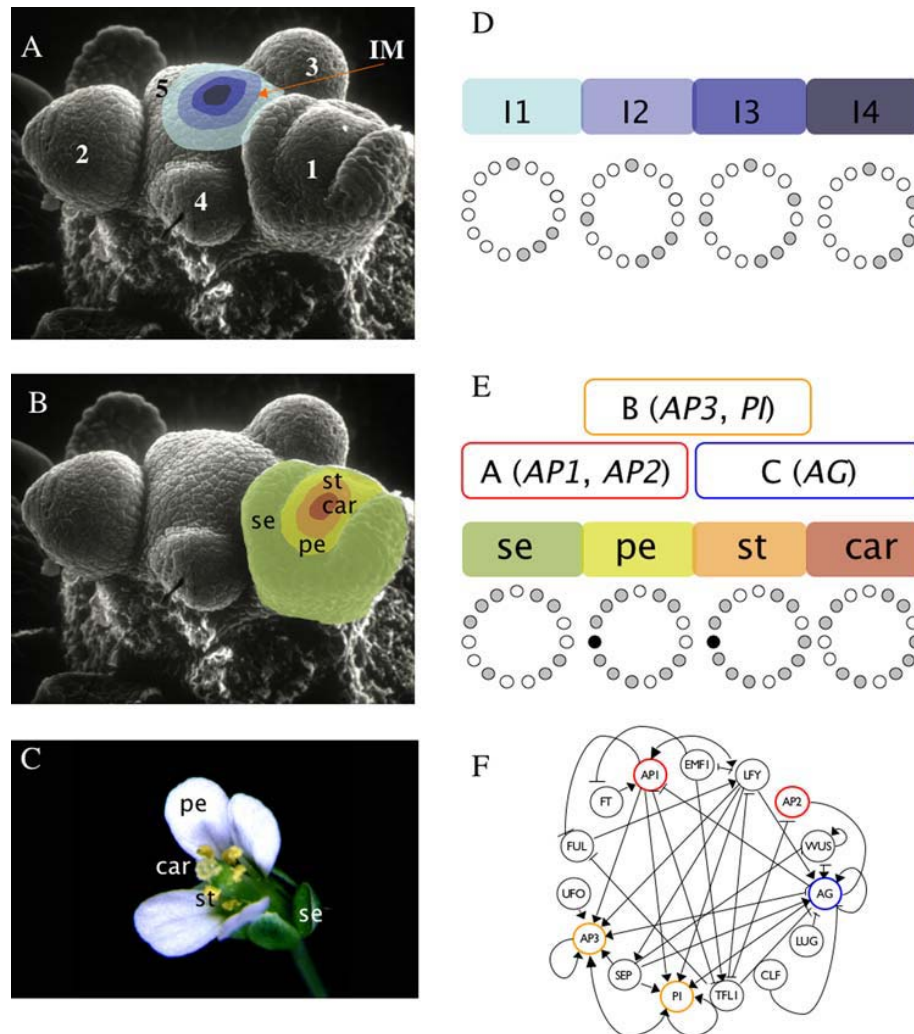 A
IM
3
5
2
1
4
D
I1 I2 I3 I4
B
st
car
se
pe
E
B (AP3, PI)
A (AP1, AP2) C (AG)
se pe st car
C
pe
car
st
se
F
AP1
EMF1
LFY
FT
AP2
FUL
WUS
UFO
AG
LUG
AP3
SEP
CLF
PI
TFL1